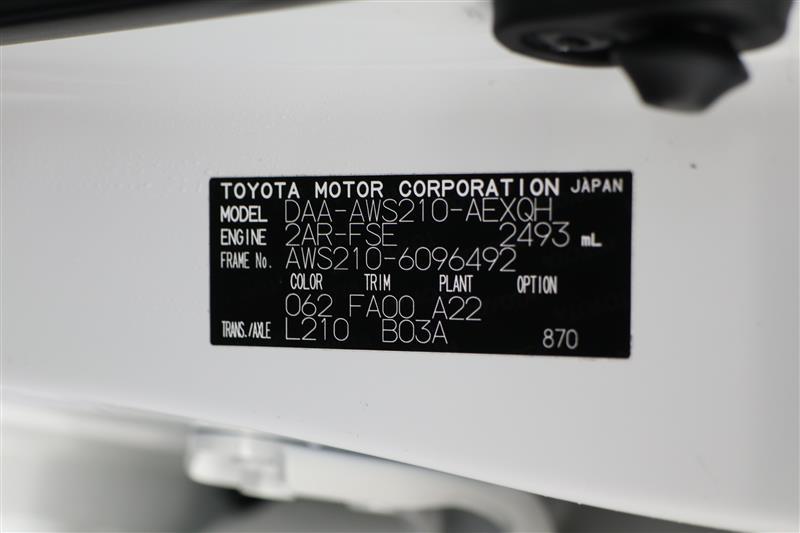 TOYOTA MOTOR CORPORATION JAPAN
MODEL DAA-AWS210-AEXQH
ENGINE 2AR-FSE 2493 mL
FRAME No. AWS210-6096492
COLOR TRIM PLANT OPTION
062 FA00 A22
TRANS./AXLE L210 B03A 870